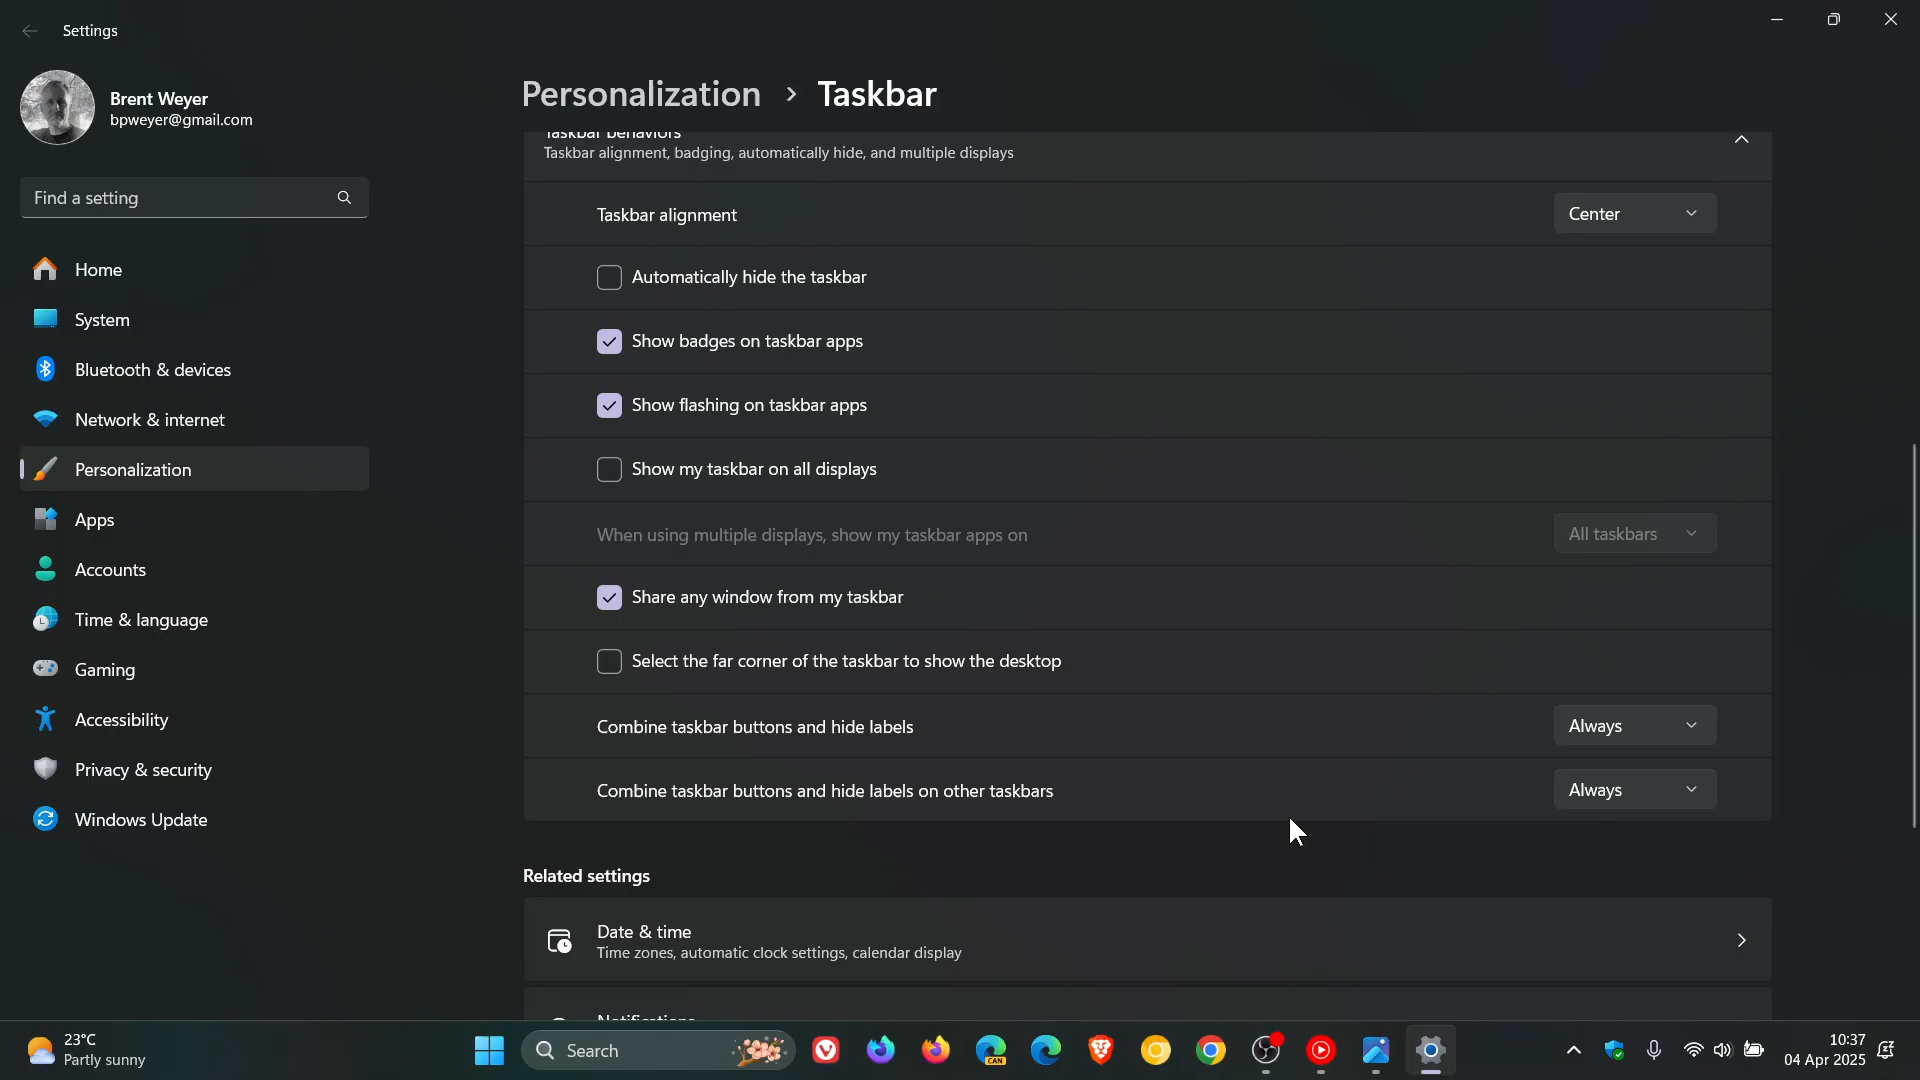 Settings
Brent Weyer
bpweyer@gmail.com
Find a setting
Home
System
Bluetooth & devices
Network & internet
Personalization
Apps
Accounts
Time & language
Gaming
Accessibility
Privacy & security
Windows Update
Personalization > Taskbar
Taskbar behaviors
Taskbar alignment, badging, automatically hide, and multiple displays
Taskbar alignment
Center
Automatically hide the taskbar
Show badges on taskbar apps
Show flashing on taskbar apps
Show my taskbar on all displays
When using multiple displays, show my taskbar apps on
All taskbars
Share any window from my taskbar
Select the far corner of the taskbar to show the desktop
Combine taskbar buttons and hide labels
Always
Combine taskbar buttons and hide labels on other taskbars
Always
Related settings
Date & time
Time zones, automatic clock settings, calendar display
Notifications
23°C
Partly sunny
Search
CAN
10:37
04 Apr 2025